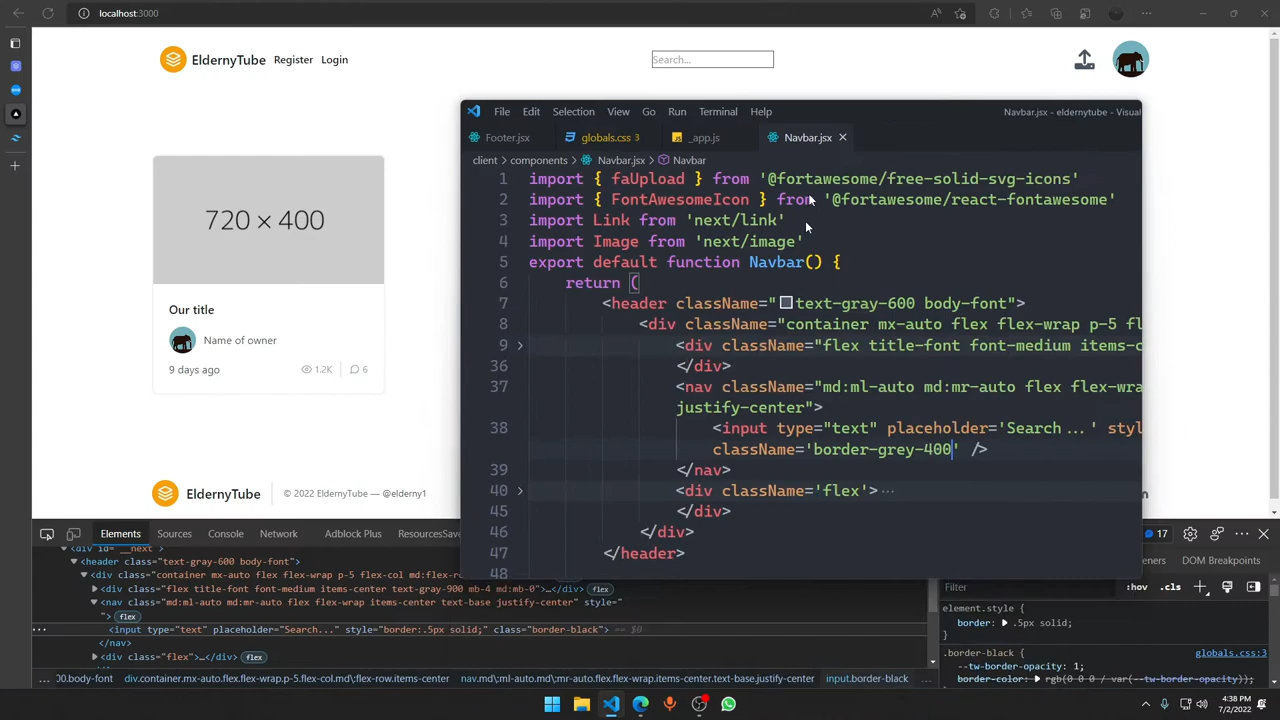 localhost:3000
EldernyTube Register Login
Search...
720 × 400
Our title
Name of owner
9 days ago
1.2K
6
EldernyTube
© 2022 EldernyTube — @elderny1
File Edit Selection View Go Run Terminal Help
Navbar.jsx - eldernytube - Visual
Footer.jsx
globals.css 3
_app.js
Navbar.jsx
client > components > Navbar.jsx > Navbar
1 import { faUpload } from '@fortawesome/free-solid-svg-icons'
2 import { FontAwesomeIcon } from '@fortawesome/react-fontawesome'
3 import Link from 'next/link'
4 import Image from 'next/image'
5 export default function Navbar() {
6 return (
7 <header className="text-gray-600 body-font">
8 <div className="container mx-auto flex flex-wrap p-5 fl
9 <div className="flex title-font font-medium items-c
36 </div>
37 <nav className="md:ml-auto md:mr-auto flex flex-wra
justify-center">
38 <input type="text" placeholder='Search...' styl
className='border-grey-400' />
39 </nav>
40 <div className='flex'>
45 </div>
46 </div>
47 </header>
48
Elements Sources Console Network Adblock Plus ResourcesSav
17
<div id="__next">
<header class="text-gray-600 body-font">
<div class="container mx-auto flex flex-wrap p-5 flex-col md:flex-ro
<div class="flex title-font font-medium items-center text-gray-900 mb-4 md:mb-0">…</div> flex
<nav class="md:ml-auto md:mr-auto flex flex-wrap items-center text-base justify-center" style="
"> flex
<input type="text" placeholder="Search..." style="border:.5px solid;" class="border-black"> == $0
</nav>
<div class="flex">…</div> flex
00.body-font div.container.mx-auto.flex.flex-wrap.p-5.flex-col.md\:flex-row.items-center nav.md\:ml-auto.md\:mr-auto.flex.flex-wrap.items-center.text-base.justify-center input.border-black
teners DOM Breakpoints
Filter
:hov .cls
element.style {
border: .5px solid;
}
.border-black {
globals.css:3
--tw-border-opacity: 1;
border-color: rgb(0 0 0 / var(--tw-border-opacity));
4:38 PM
7/2/2022